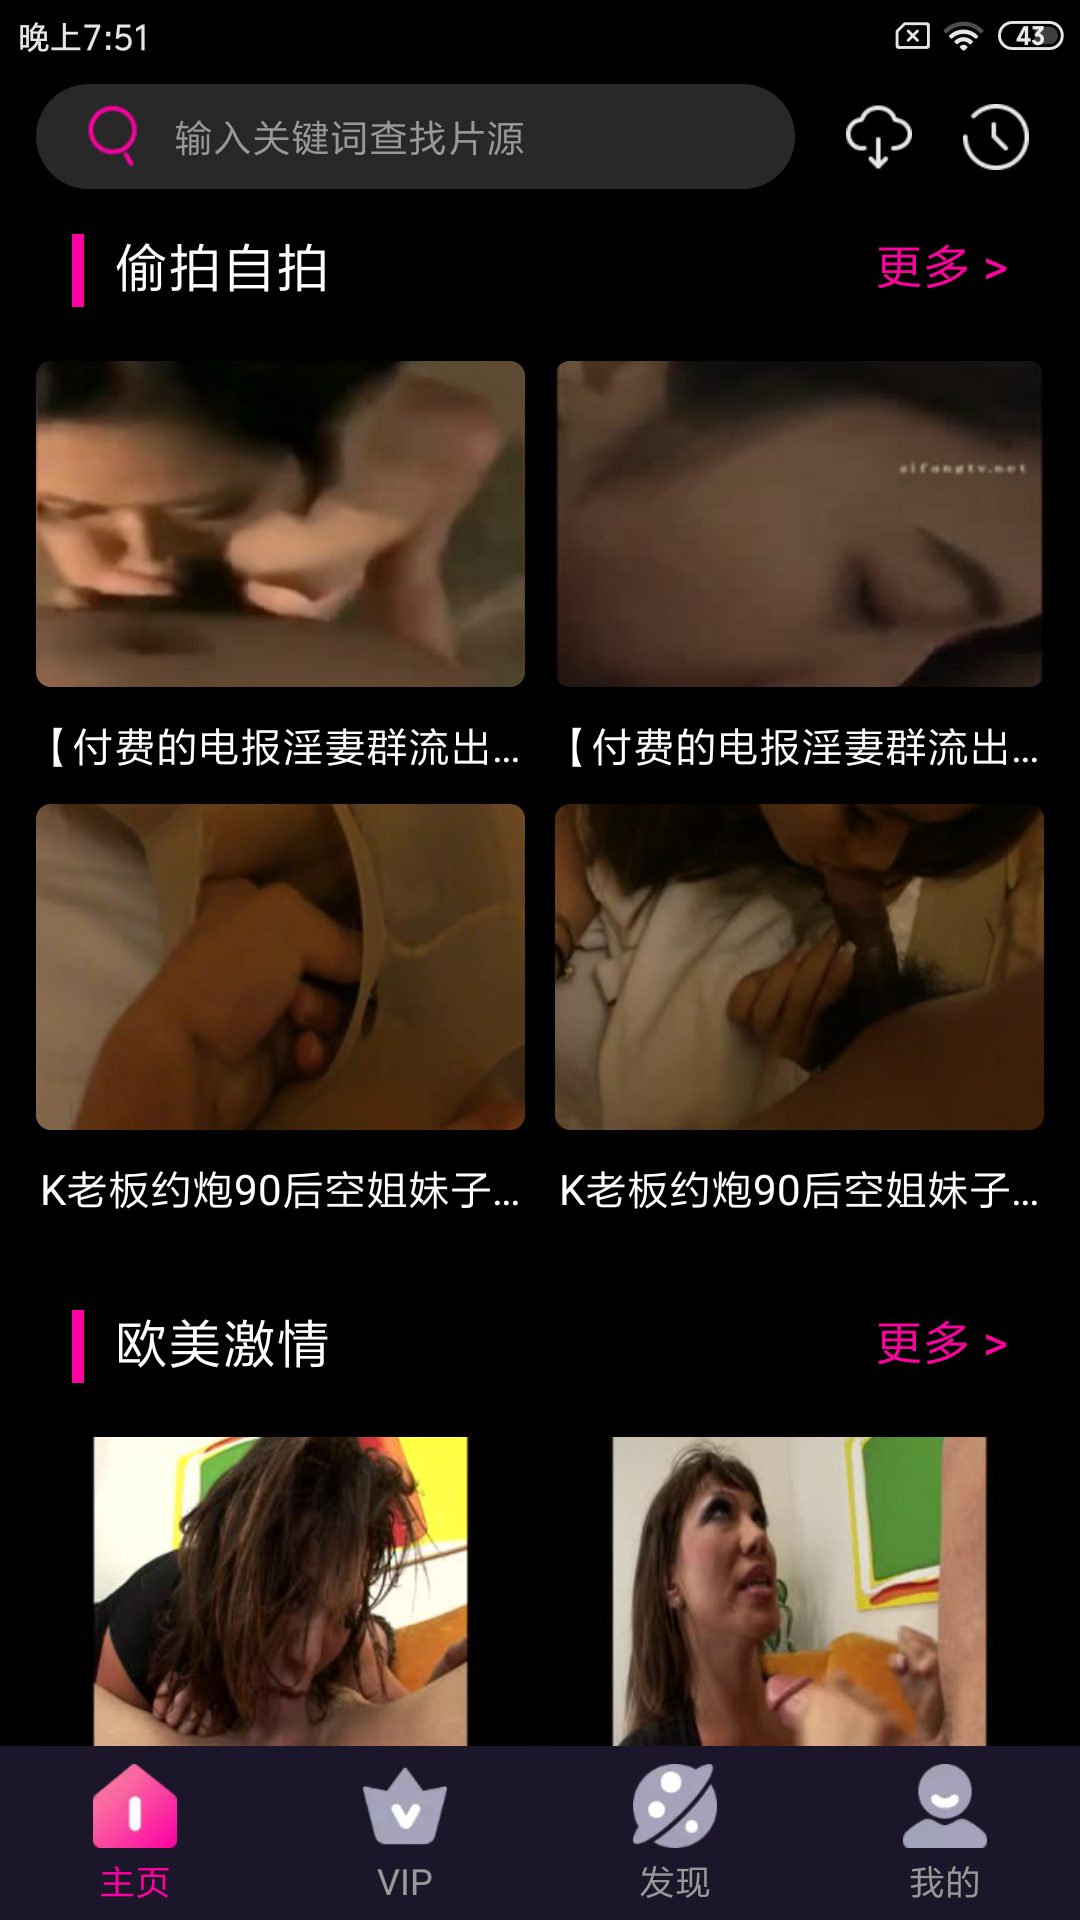 晚上7:51
43
输入关键词查找片源
偷拍自拍
更多 >
sifangtv.net
【付费的电报淫妻群流出...
【付费的电报淫妻群流出...
K老板约炮90后空姐妹子...
K老板约炮90后空姐妹子...
欧美激情
更多 >
主页
VIP
发现
我的